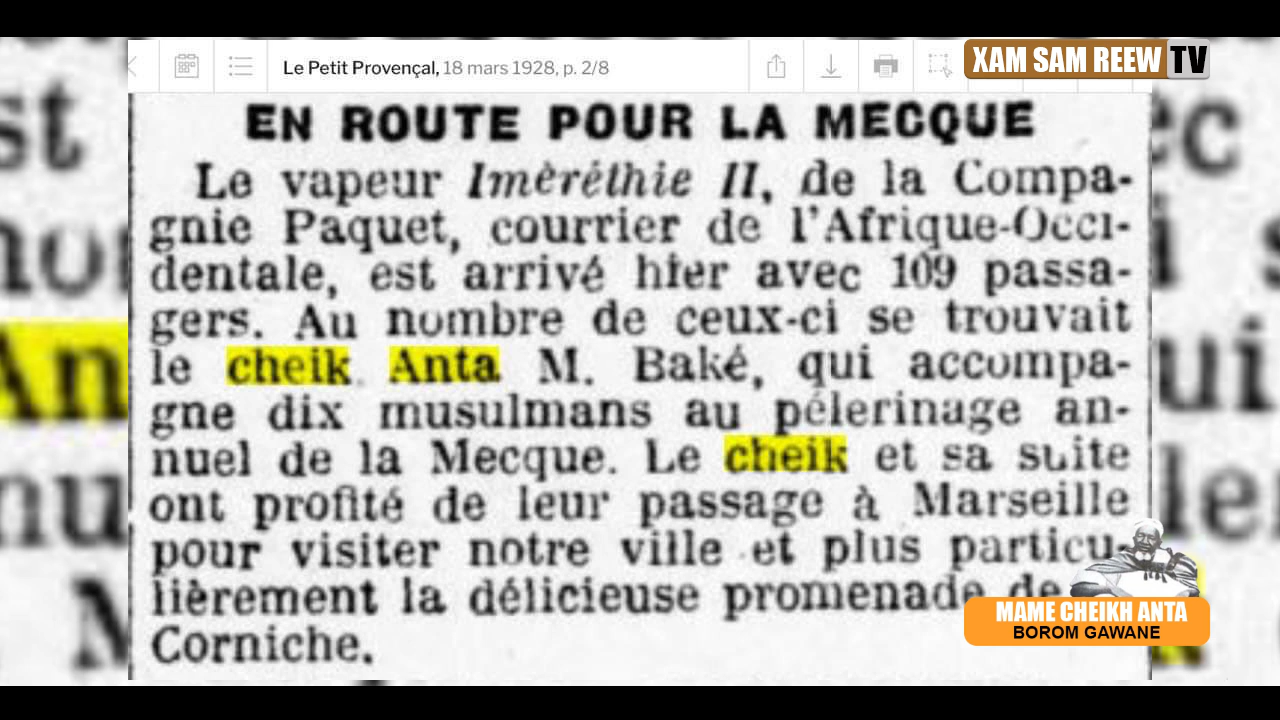 Le Petit Provençal, 18 mars 1928, p. 2/8
XAM SAM REEW TV
EN ROUTE POUR LA MECQUE
Le vapeur Imèréthie II, de la Compa-
gnie Paquet, courrier de l'Afrique-Occi-
dentale, est arrivé hier avec 109 passa-
gers. Au nombre de ceux-ci se trouvait
le cheik Anta M. Baké, qui accompa-
gne dix musulmans au pélerinage an-
nuel de la Mecque. Le cheik et sa suite
ont profité de leur passage à Marseille
pour visiter notre ville et plus particu-
lièrement la délicieuse promenade de
Corniche.
MAME CHEIKH ANTA
BOROM GAWANE